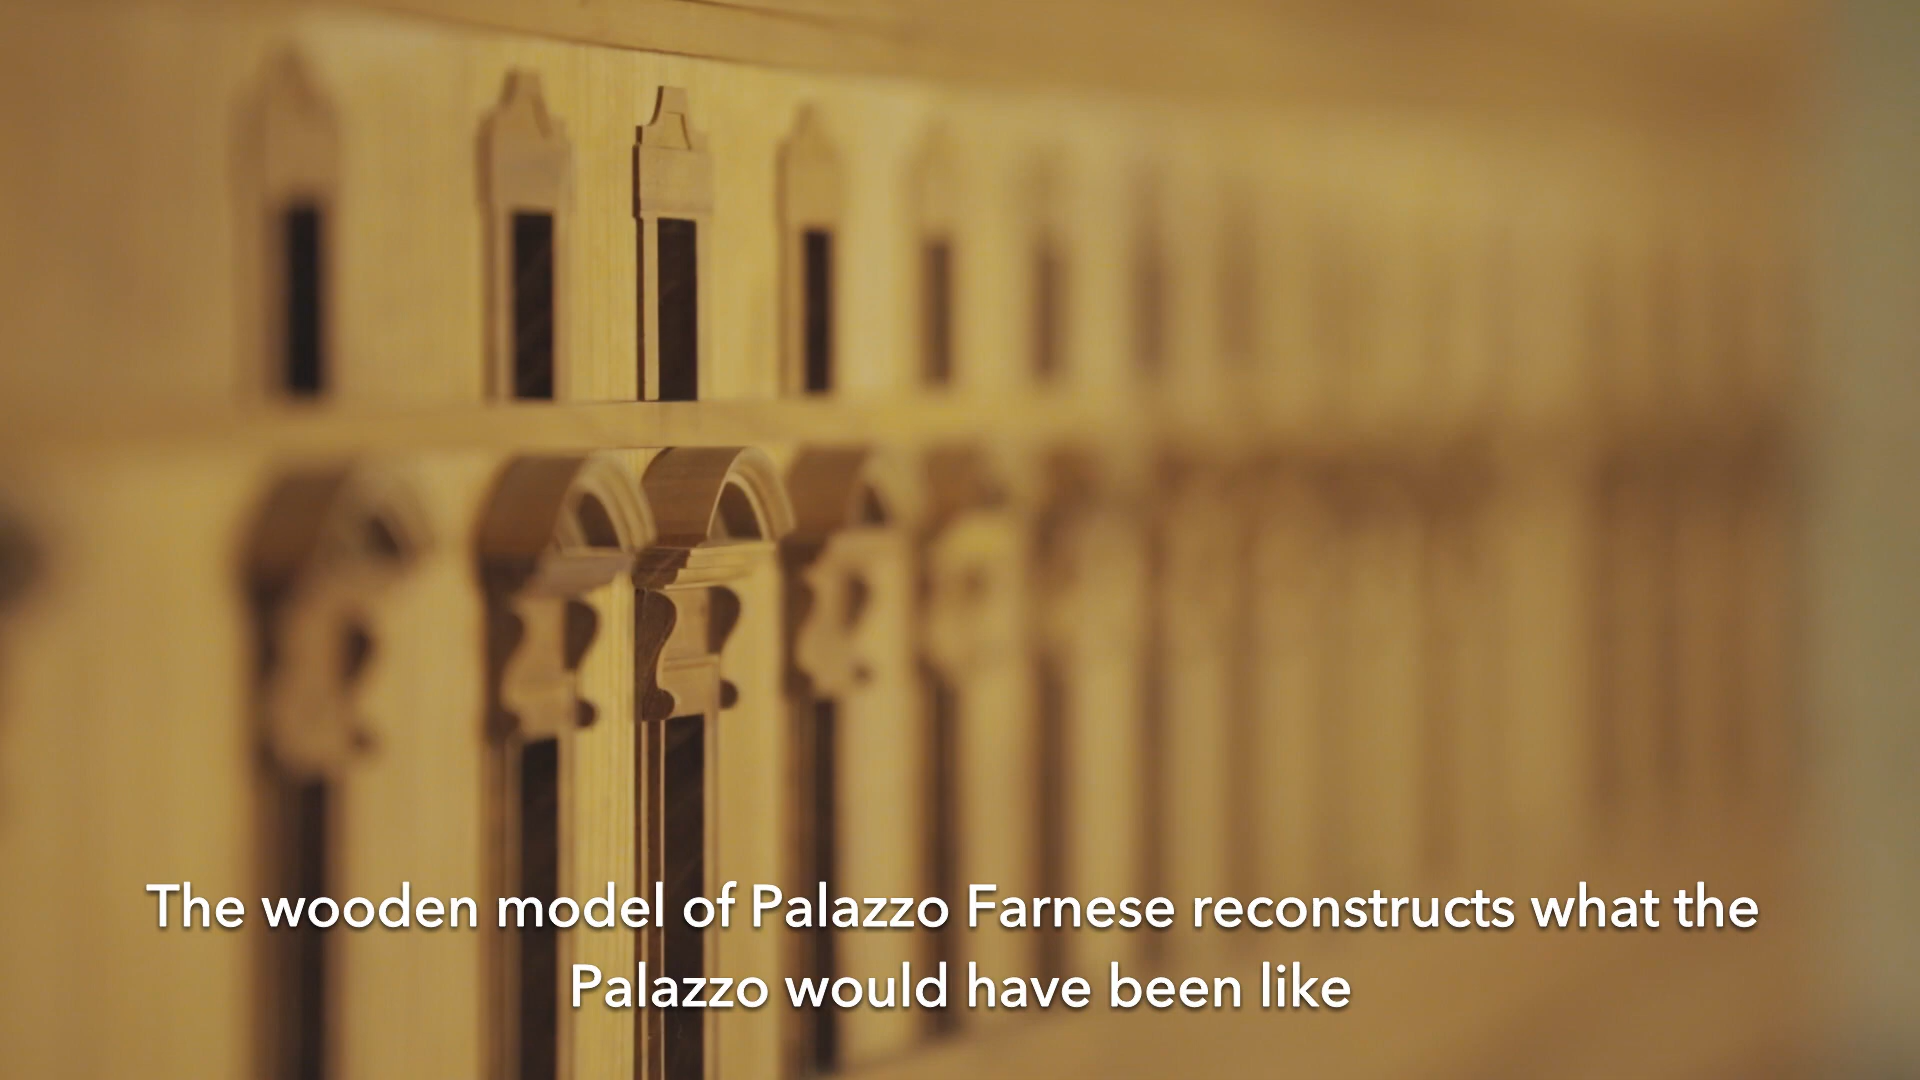 The wooden model of Palazzo Farnese reconstructs what the
Palazzo would have been like